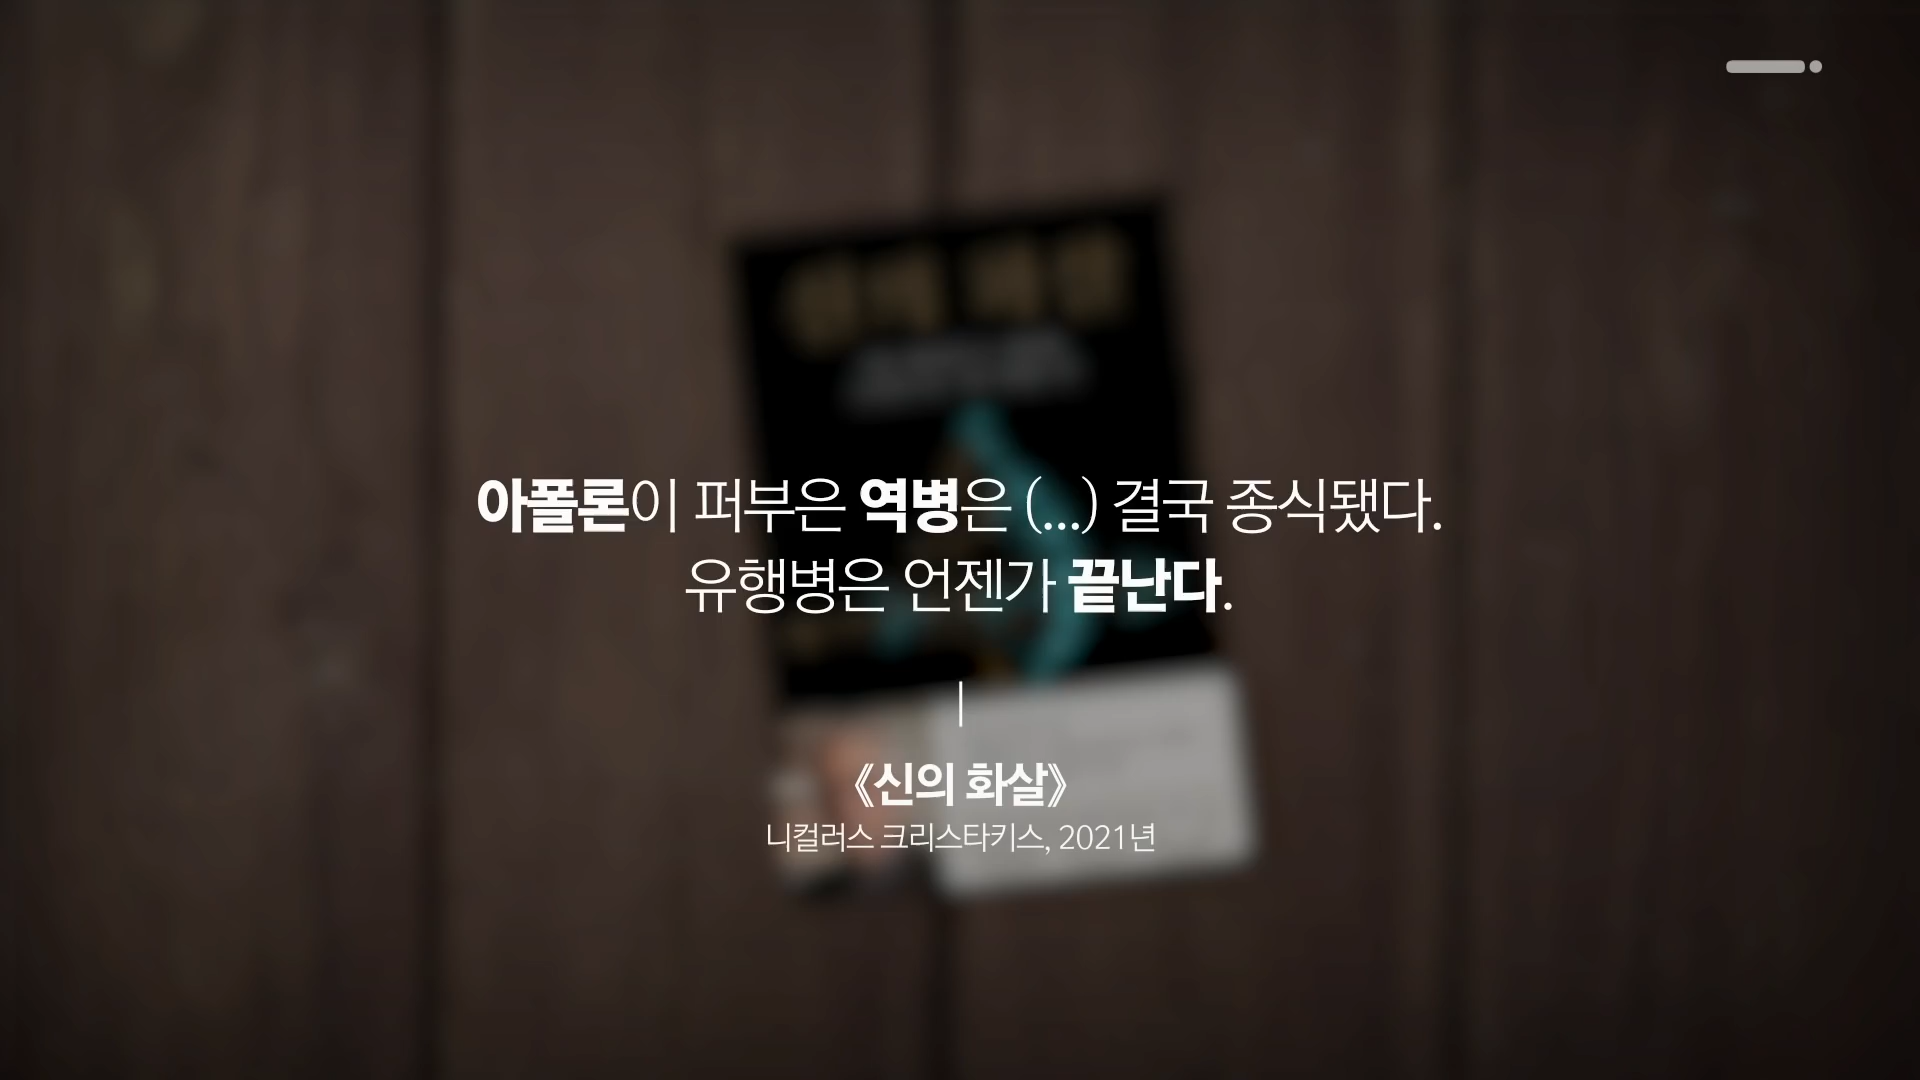 아폴론이 퍼부은 역병은 (...) 결국 종식됐다.
유행병은 언젠가 끝난다.
《신의 화살》
니컬러스 크리스타키스, 2021년